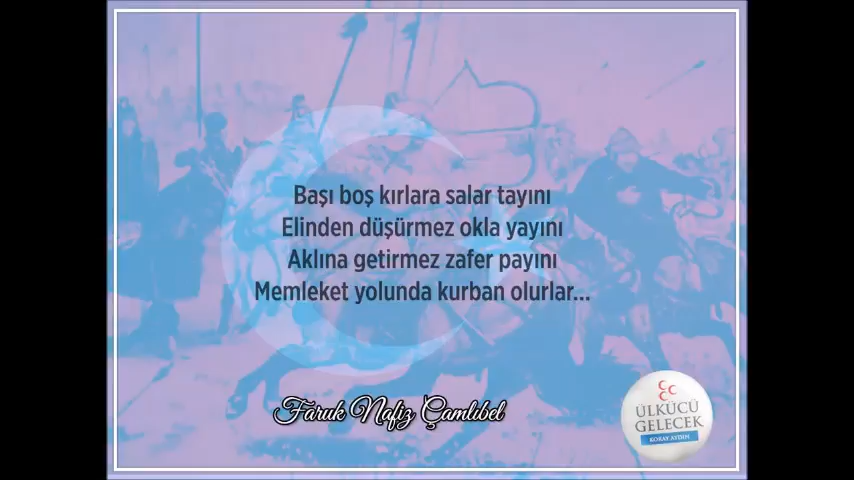 Başı boş kırlara salar tayını
Elinden düşürmez okla yayını
Aklına getirmez zafer payını
Memleket yolunda kurban olurlar...
Faruk Nafiz Çamlıbel
ÜLKÜCÜ
GELECEK
KORAY AYDIN